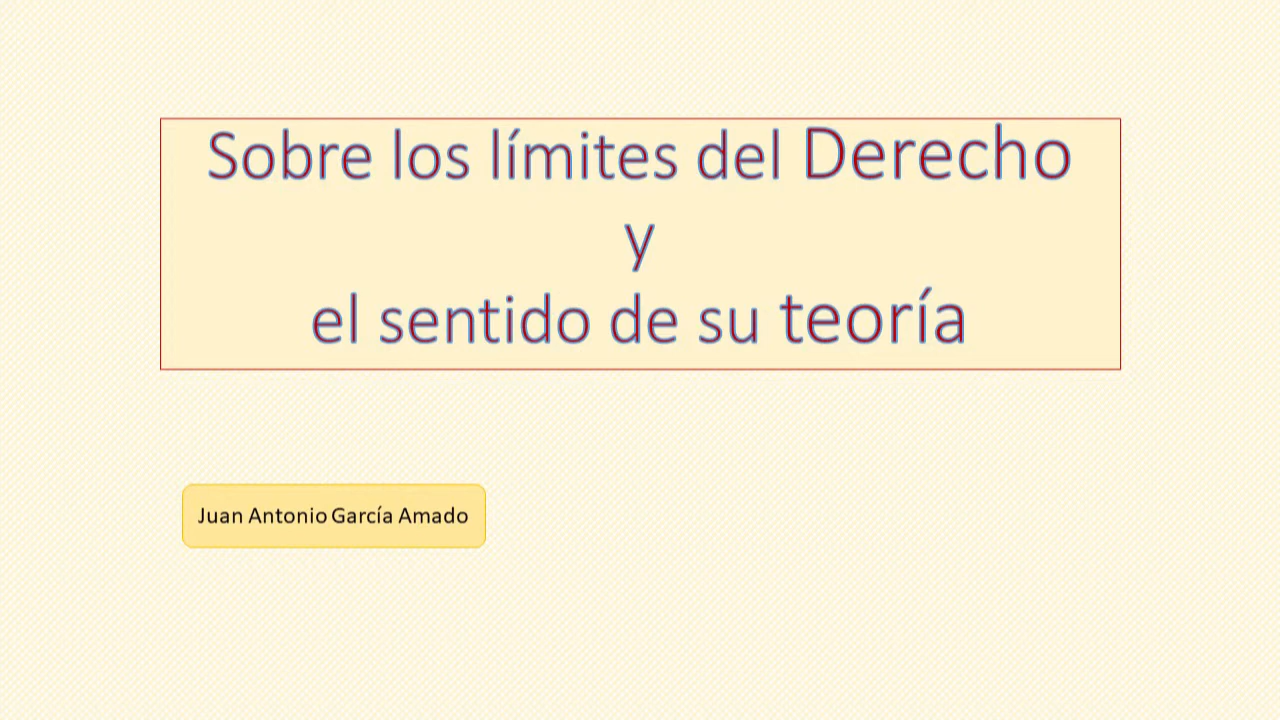 Sobre los límites del Derecho
y
el sentido de su teoría
Juan Antonio García Amado